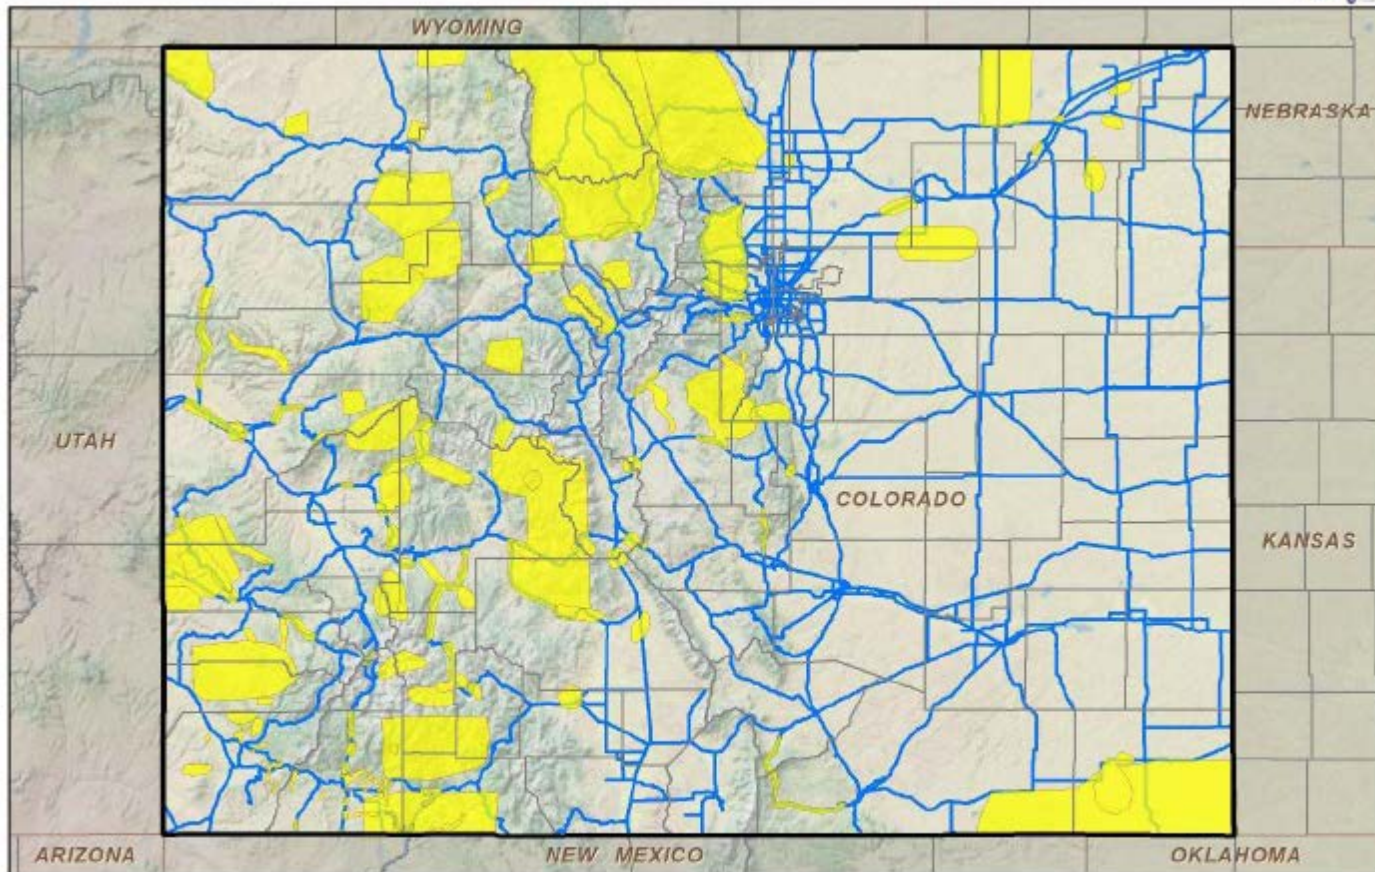 WYOMING
NEBRASKA
UTAH
COLORADO
KANSAS
ARIZONA
NEW MEXICO
OKLAHOMA